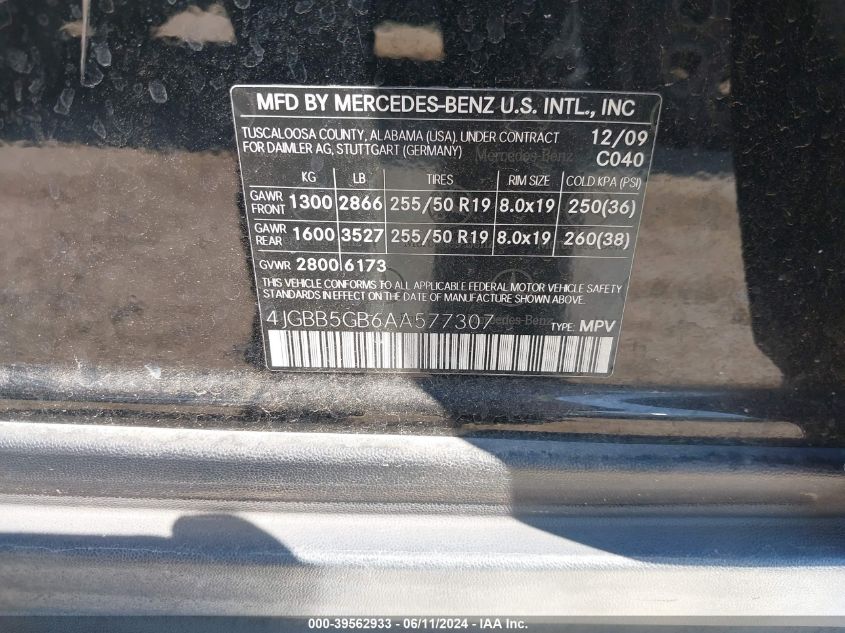 MFD BY MERCEDES-BENZ U.S. INTL., INC
TUSCALOOSA COUNTY, ALABAMA (USA), UNDER CONTRACT 12/09
FOR DAIMLER AG, STUTTGART (GERMANY) Mercedes-Benz C040
KG LB TIRES RIM SIZE COLD KPA (PSI)
GAWR FRONT 1300 2866 255/50 R19 8.0x19 250(36)
GAWR REAR 1600 3527 255/50 R19 8.0x19 260(38)
GVWR 2800 6173
THIS VEHICLE CONFORMS TO ALL APPLICABLE FEDERAL MOTOR VEHICLE SAFETY
STANDARDS IN EFFECT ON THE DATE OF MANUFACTURE SHOWN ABOVE.
4JGBB5GB6AA577307 Mercedes-Benz TYPE: MPV
000-39562933 - 06/11/2024 - IAA Inc.